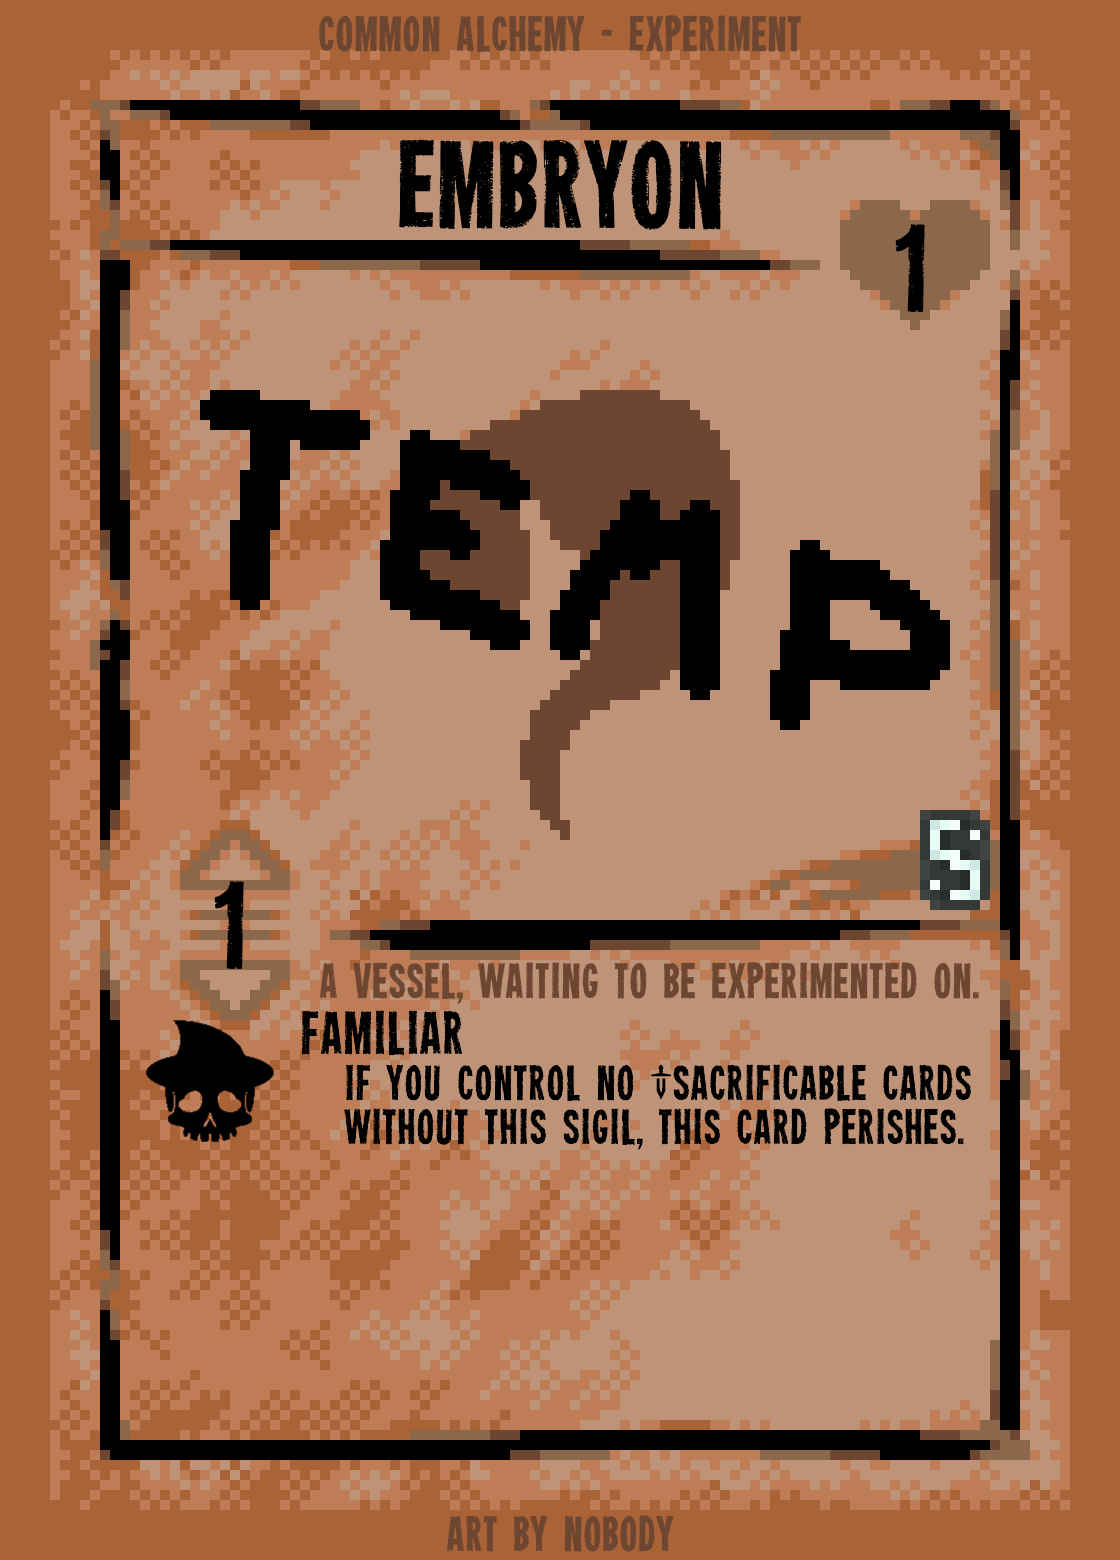 COMMON ALCHEMY - EXPERIMENT
EMBRYON
1
TEMP
S
1
A VESSEL, WAITING TO BE EXPERIMENTED ON.
FAMILIAR
IF YOU CONTROL NO SACRIFICABLE CARDS
WITHOUT THIS SIGIL, THIS CARD PERISHES.
ART BY NOBODY